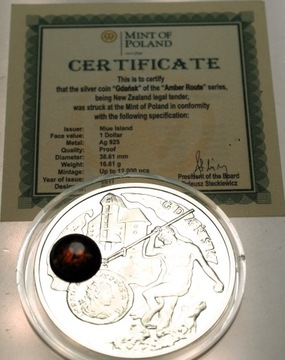 MINT OF
POLAND
CERTIFICATE
This is to certify
that the silver coin "Gdańsk" of the "Amber Route" series,
being New Zealand legal tender,
was struck at the Mint of Poland in conformity
with the following specification:
Issuer: Niue Island
Face value: 1 Dollar
Metal: Ag 925
Quality: Proof
Diameter: 38.61 mm
Weight: 16.81 g
Mintage: Up to 12,000 pcs
Year of issue:
President of the Board
Steckiewicz
GDAŃSK